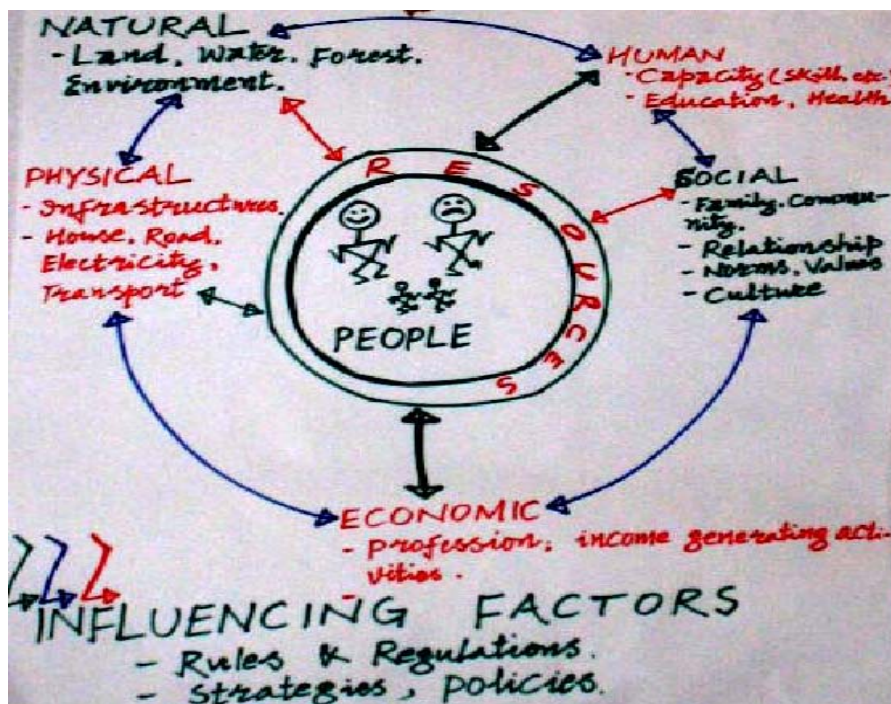 NATURAL
- Land, Water, Forest,
Environment.
HUMAN
- Capacity (skill, etc.)
- Education, Health
PHYSICAL
- Infrastructures.
- House, Road,
Electricity,
Transport
SOCIAL
- Family, Commu-
nity.
- Relationship
- Norms, Values
- Culture
RESOURCES
PEOPLE
ECONOMIC
- Profession, income generating acti-
vities.
INFLUENCING FACTORS
- Rules & Regulations.
- Strategies, Policies.